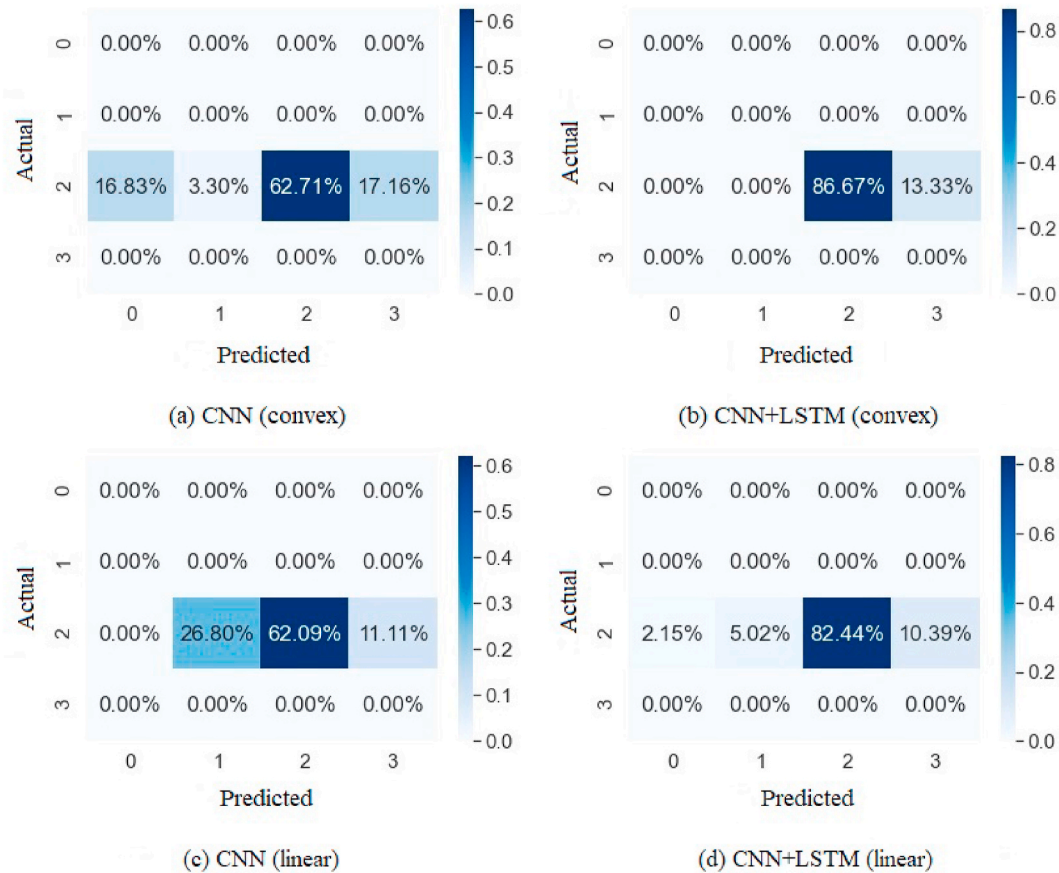 0 0.00% 0.00% 0.00% 0.00%
1 0.00% 0.00% 0.00% 0.00%
2 16.83% 3.30% 62.71% 17.16%
3 0.00% 0.00% 0.00% 0.00%
Actual
0 1 2 3
Predicted
0.6
0.5
0.4
0.3
0.2
0.1
0.0
(a) CNN (convex)
0 0.00% 0.00% 0.00% 0.00%
1 0.00% 0.00% 0.00% 0.00%
2 0.00% 0.00% 86.67% 13.33%
3 0.00% 0.00% 0.00% 0.00%
Actual
0 1 2 3
Predicted
0.8
0.6
0.4
0.2
0.0
(b) CNN+LSTM (convex)
0 0.00% 0.00% 0.00% 0.00%
1 0.00% 0.00% 0.00% 0.00%
2 0.00% 26.80% 62.09% 11.11%
3 0.00% 0.00% 0.00% 0.00%
Actual
0 1 2 3
Predicted
0.6
0.5
0.4
0.3
0.2
0.1
0.0
(c) CNN (linear)
0 0.00% 0.00% 0.00% 0.00%
1 0.00% 0.00% 0.00% 0.00%
2 2.15% 5.02% 82.44% 10.39%
3 0.00% 0.00% 0.00% 0.00%
Actual
0 1 2 3
Predicted
0.8
0.6
0.4
0.2
0.0
(d) CNN+LSTM (linear)